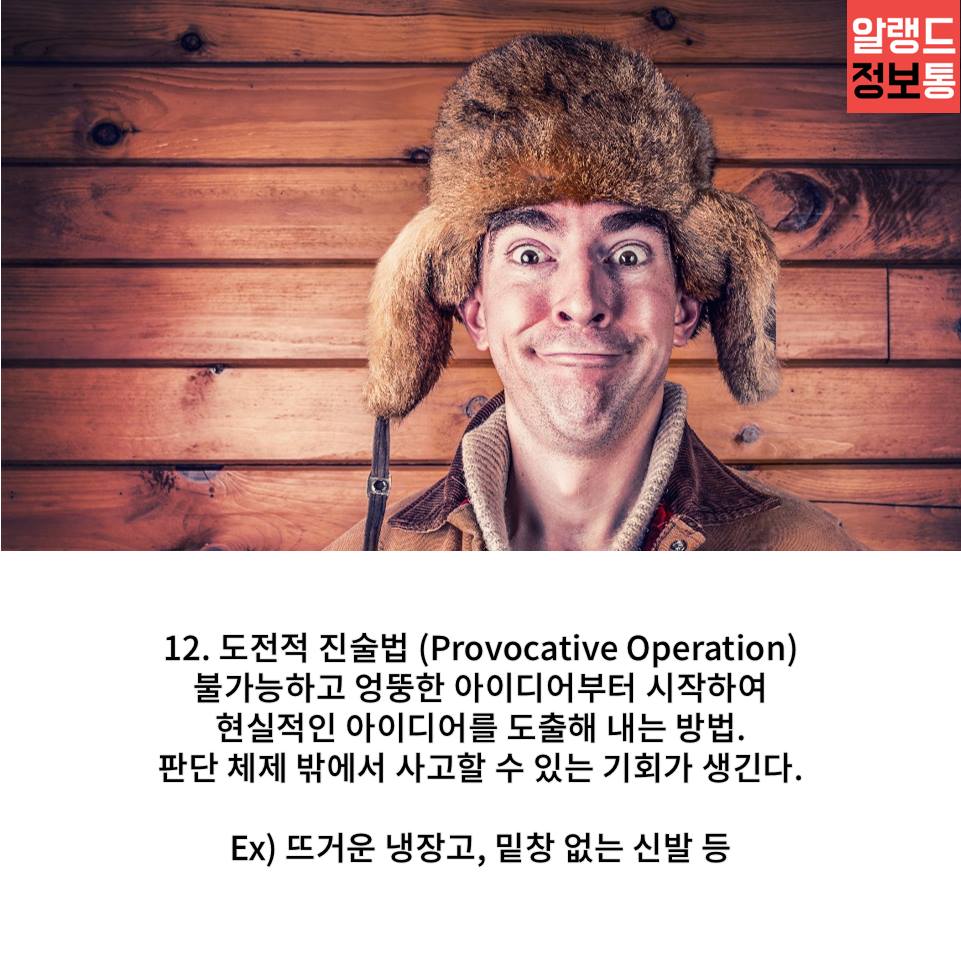 알랭드
정보통
12. 도전적 진술법 (Provocative Operation)
불가능하고 엉뚱한 아이디어부터 시작하여
현실적인 아이디어를 도출해 내는 방법.
판단 체제 밖에서 사고할 수 있는 기회가 생긴다.
Ex) 뜨거운 냉장고, 밑창 없는 신발 등